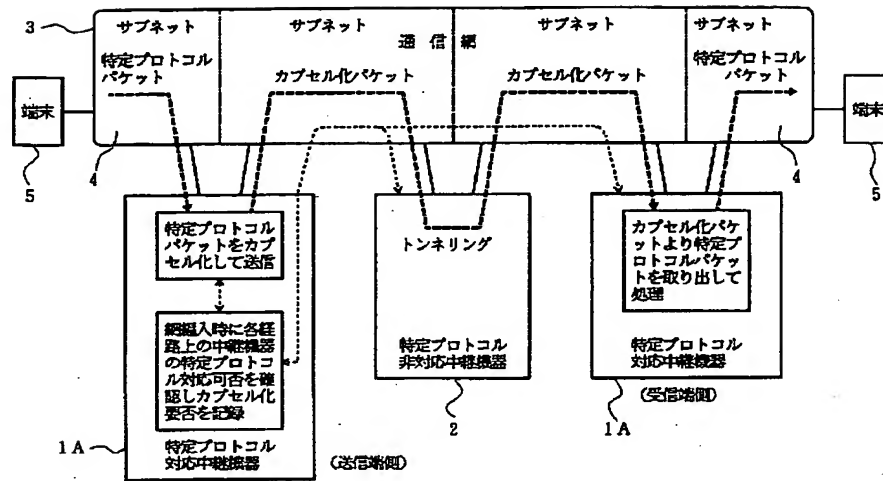 3
サブネット
サブネット
サブネット
サブネット
通信網
特定プロトコル
パケット
カプセル化パケット
カプセル化パケット
特定プロトコル
パケット
端末
端末
5
4
4
5
特定プロトコル
パケットをカプ
セル化して送信
トンネリング
カプセル化パケ
ットより特定プ
ロトコルパケッ
トを取り出して
処理
網編入時に各経
路上の中継機器
の特定プロトコ
ル対応可否を確
認しカプセル化
要否を記録
特定プロトコル
非対応中継機器
特定プロトコル
対応中継機器
2
(受信端側)
1A
1A
特定プロトコル
対応中継機器
(送信端側)